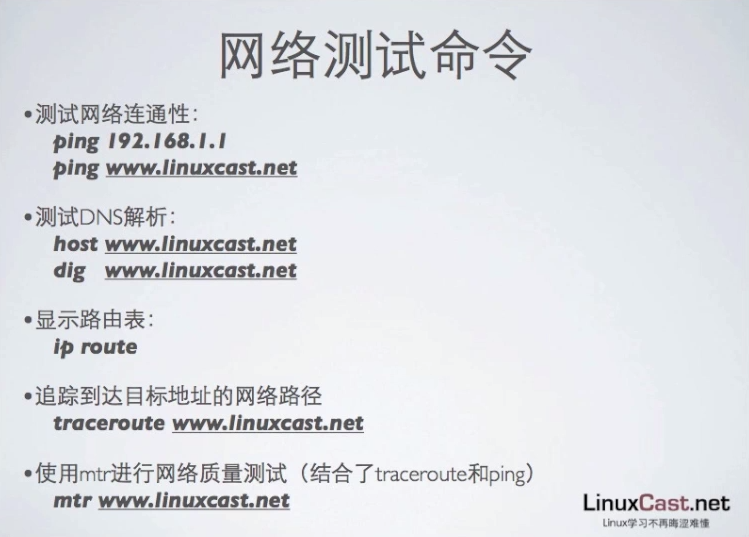 网络测试命令
•测试网络连通性：
ping 192.168.1.1
ping www.linuxcast.net
•测试DNS解析：
host www.linuxcast.net
dig www.linuxcast.net
•显示路由表：
ip route
•追踪到达目标地址的网络路径
traceroute www.linuxcast.net
•使用mtr进行网络质量测试（结合了traceroute和ping）
mtr www.linuxcast.net
LinuxCast.net
Linux学习不再晦涩难懂